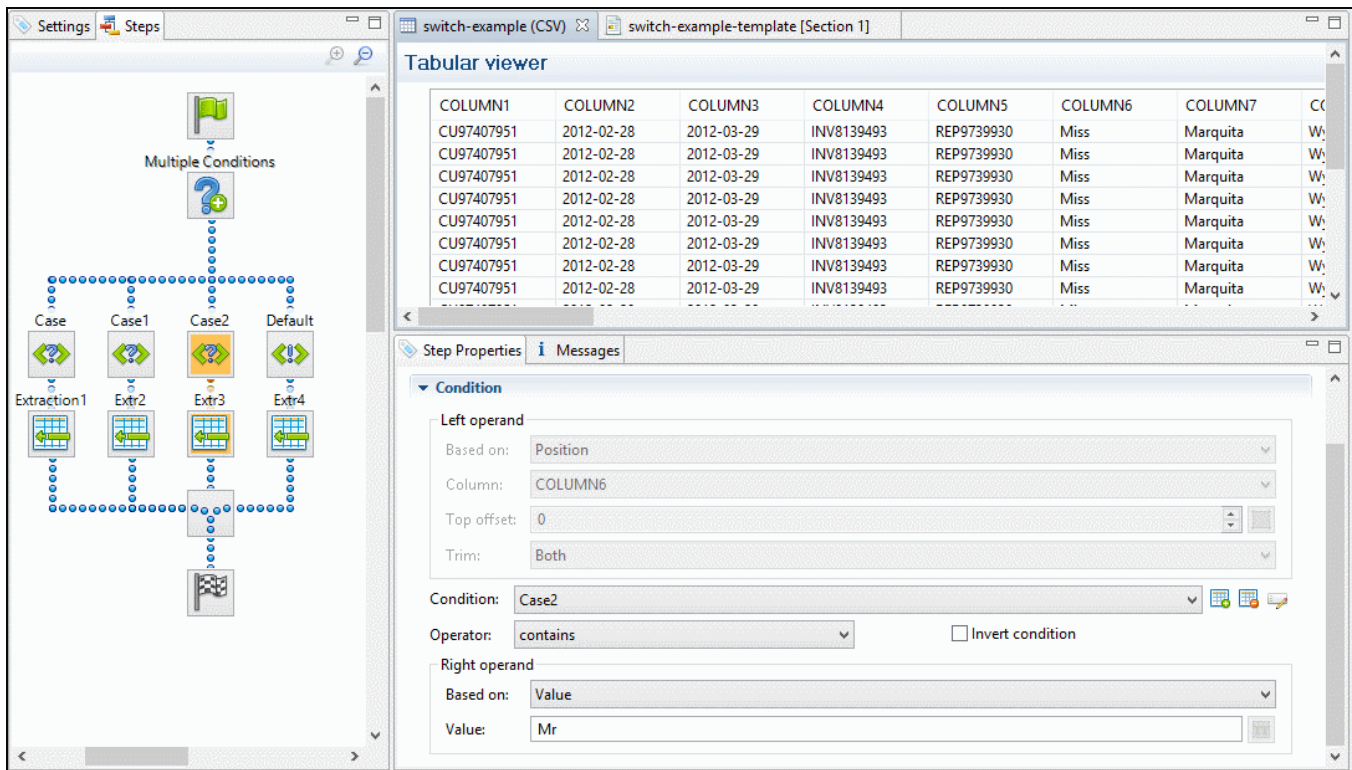 Settings Steps
Multiple Conditions
Case Case1 Case2 Default
Extraction1 Extr2 Extr3 Extr4
switch-example (CSV) switch-example-template [Section 1]
Tabular viewer
COLUMN1 COLUMN2 COLUMN3 COLUMN4 COLUMN5 COLUMN6 COLUMN7
CU97407951 2012-02-28 2012-03-29 INV8139493 REP9739930 Miss Marquita
CU97407951 2012-02-28 2012-03-29 INV8139493 REP9739930 Miss Marquita
CU97407951 2012-02-28 2012-03-29 INV8139493 REP9739930 Miss Marquita
CU97407951 2012-02-28 2012-03-29 INV8139493 REP9739930 Miss Marquita
CU97407951 2012-02-28 2012-03-29 INV8139493 REP9739930 Miss Marquita
CU97407951 2012-02-28 2012-03-29 INV8139493 REP9739930 Miss Marquita
CU97407951 2012-02-28 2012-03-29 INV8139493 REP9739930 Miss Marquita
CU97407951 2012-02-28 2012-03-29 INV8139493 REP9739930 Miss Marquita
Step Properties Messages
Condition
Left operand
Based on: Position
Column: COLUMN6
Top offset: 0
Trim: Both
Condition: Case2
Operator: contains Invert condition
Right operand
Based on: Value
Value: Mr